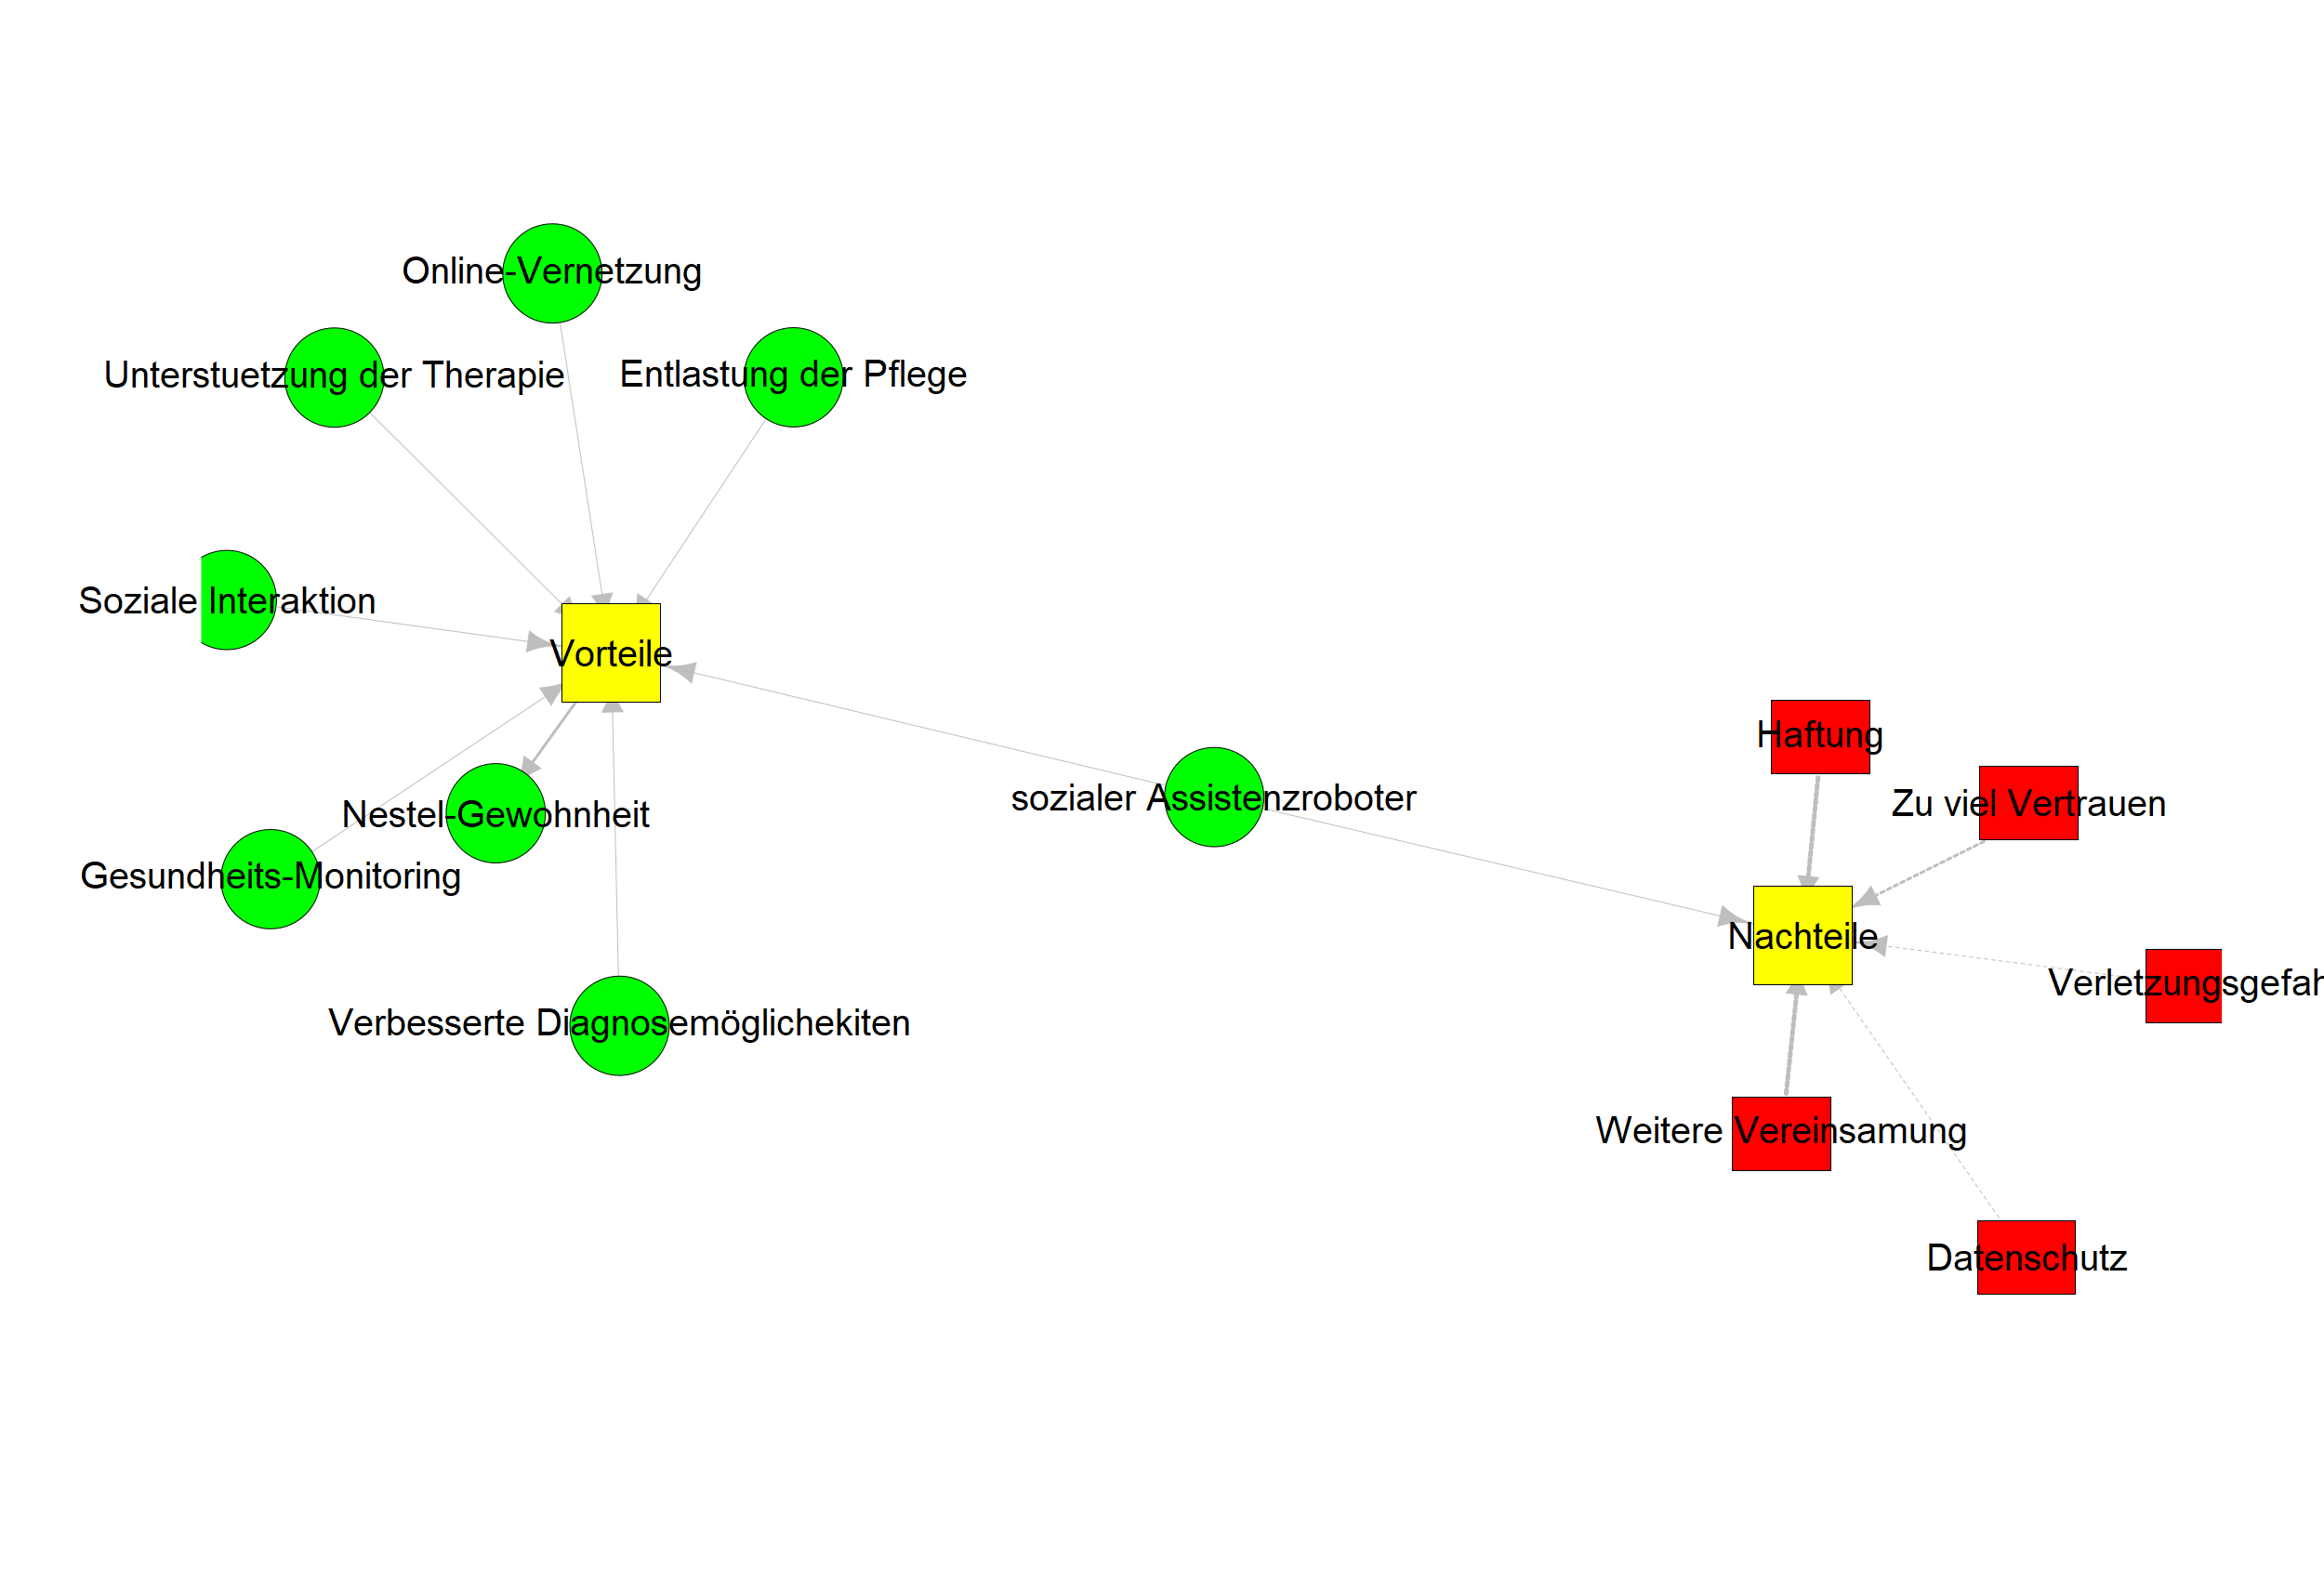 Online-Vernetzung
Unterstuetzung der Therapie
Entlastung der Pflege
Soziale Interaktion
Vorteile
Haftung
sozialer Assistenzroboter
Zu viel Vertrauen
Nestel-Gewohnheit
Gesundheits-Monitoring
Nachteile
Verletzungsgefah
Verbesserte Diagnosemöglichekiten
Weitere Vereinsamung
Datenschutz